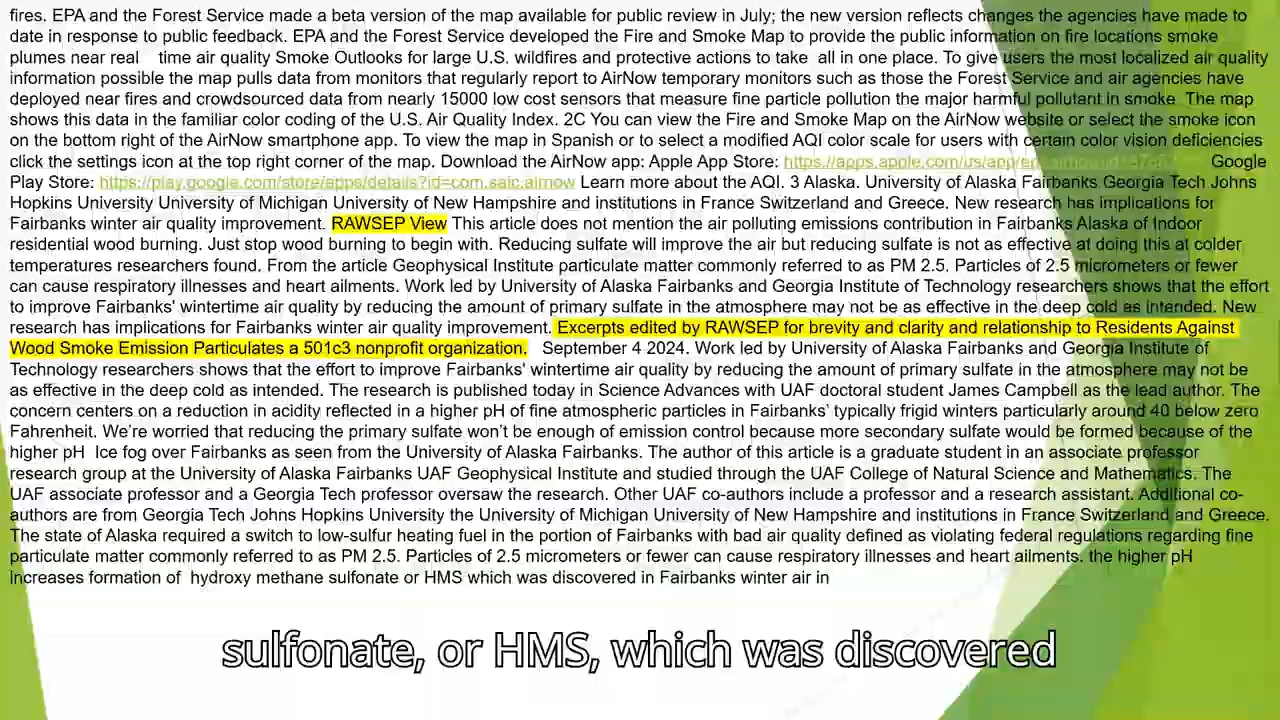 fires. EPA and the Forest Service made a beta version of the map available for public review in July; the new version reflects changes the agencies have made to
date in response to public feedback. EPA and the Forest Service developed the Fire and Smoke Map to provide the public information on fire locations smoke
plumes near real time air quality Smoke Outlooks for large U.S. wildfires and protective actions to take all in one place. To give users the most localized air quality
information possible the map pulls data from monitors that regularly report to AirNow temporary monitors such as those the Forest Service and air agencies have
deployed near fires and crowdsourced data from nearly 15000 low cost sensors that measure fine particle pollution the major harmful pollutant in smoke The map
shows this data in the familiar color coding of the U.S. Air Quality Index. 2C You can view the Fire and Smoke Map on the AirNow website or select the smoke icon
on the bottom right of the AirNow smartphone app. To view the map in Spanish or to select a modified AQI color scale for users with certain color vision deficiencies
click the settings icon at the top right corner of the map. Download the AirNow app: Apple App Store: Google
Play Store: https://play.google.com/store/apps/details?id=com.saic.airnow Learn more about the AQI. 3 Alaska. University of Alaska Fairbanks Georgia Tech Johns
Hopkins University University of Michigan University of New Hampshire and institutions in France Switzerland and Greece. New research has implications for
Fairbanks winter air quality improvement. RAWSEP View This article does not mention the air polluting emissions contribution in Fairbanks Alaska of Indoor
residential wood burning. Just stop wood burning to begin with. Reducing sulfate will improve the air but reducing sulfate is not as effective at doing this at colder
temperatures researchers found. From the article Geophysical Institute particulate matter commonly referred to as PM 2.5. Particles of 2.5 micrometers or fewer
can cause respiratory illnesses and heart ailments. Work led by University of Alaska Fairbanks and Georgia Institute of Technology researchers shows that the effort
to improve Fairbanks' wintertime air quality by reducing the amount of primary sulfate in the atmosphere may not be as effective in the deep cold as intended. New
research has implications for Fairbanks winter air quality improvement. Excerpts edited by RAWSEP for brevity and clarity and relationship to Residents Against
Wood Smoke Emission Particulates a 501c3 nonprofit organization. September 4 2024. Work led by University of Alaska Fairbanks and Georgia Institute of
Technology researchers shows that the effort to improve Fairbanks' wintertime air quality by reducing the amount of primary sulfate in the atmosphere may not be
as effective in the deep cold as intended. The research is published today in Science Advances with UAF doctoral student James Campbell as the lead author. The
concern centers on a reduction in acidity reflected in a higher pH of fine atmospheric particles in Fairbanks' typically frigid winters particularly around 40 below zero
Fahrenheit. We're worried that reducing the primary sulfate won't be enough of emission control because more secondary sulfate would be formed because of the
higher pH Ice fog over Fairbanks as seen from the University of Alaska Fairbanks. The author of this article is a graduate student in an associate professor
research group at the University of Alaska Fairbanks UAF Geophysical Institute and studied through the UAF College of Natural Science and Mathematics. The
UAF associate professor and a Georgia Tech professor oversaw the research. Other UAF co-authors include a professor and a research assistant. Additional co-
authors are from Georgia Tech Johns Hopkins University the University of Michigan University of New Hampshire and institutions in France Switzerland and Greece.
The state of Alaska required a switch to low-sulfur heating fuel in the portion of Fairbanks with bad air quality defined as violating federal regulations regarding fine
particulate matter commonly referred to as PM 2.5. Particles of 2.5 micrometers or fewer can cause respiratory illnesses and heart ailments. the higher pH
increases formation of hydroxy methane sulfonate or HMS which was discovered in Fairbanks winter air in
sulfonate, or HMS, which was discovered